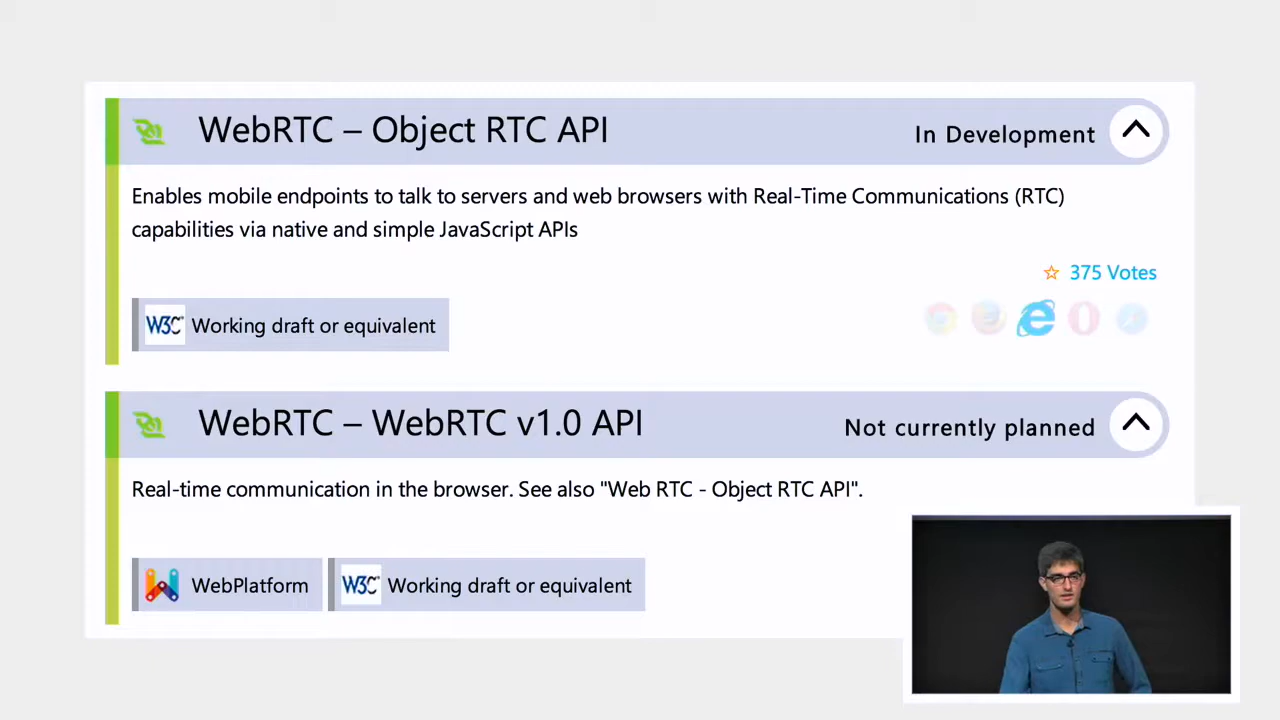 WebRTC – Object RTC API
In Development
Enables mobile endpoints to talk to servers and web browsers with Real-Time Communications (RTC)
capabilities via native and simple JavaScript APIs
375 Votes
W3C Working draft or equivalent
WebRTC – WebRTC v1.0 API
Not currently planned
Real-time communication in the browser. See also "Web RTC - Object RTC API".
WebPlatform
W3C Working draft or equivalent